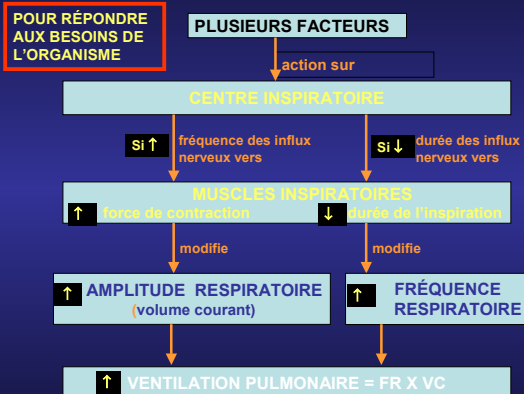 POUR RÉPONDRE
AUX BESOINS DE
L'ORGANISME
PLUSIEURS FACTEURS
action sur
CENTRE INSPIRATOIRE
Si ↑ fréquence des influx
nerveux vers
Si ↓ durée des influx
nerveux vers
MUSCLES INSPIRATOIRES
↑ force de contraction ↓ durée de l'inspiration
modifie modifie
↑ AMPLITUDE RESPIRATOIRE
(volume courant)
↑ FRÉQUENCE
RESPIRATOIRE
↑ VENTILATION PULMONAIRE = FR X VC